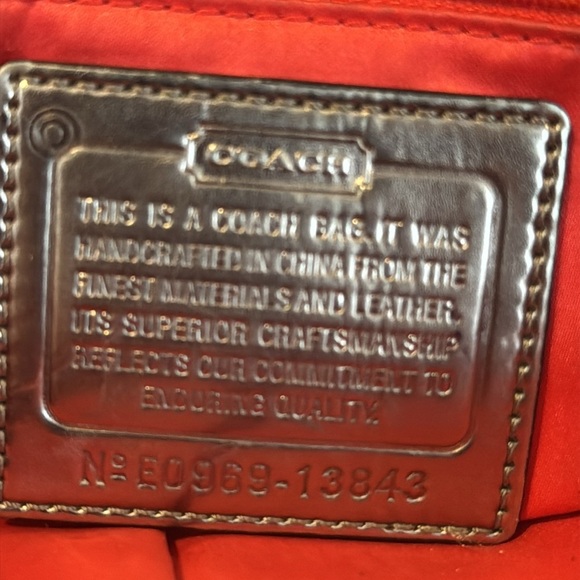 ©
COACH
THIS IS A COACH BAG. IT WAS
HANDCRAFTED IN CHINA FROM THE
FINEST MATERIALS AND LEATHER.
ITS SUPERIOR CRAFTSMANSHIP
REFLECTS OUR COMMITMENT TO
ENDURING QUALITY.
Nº E0969-13843